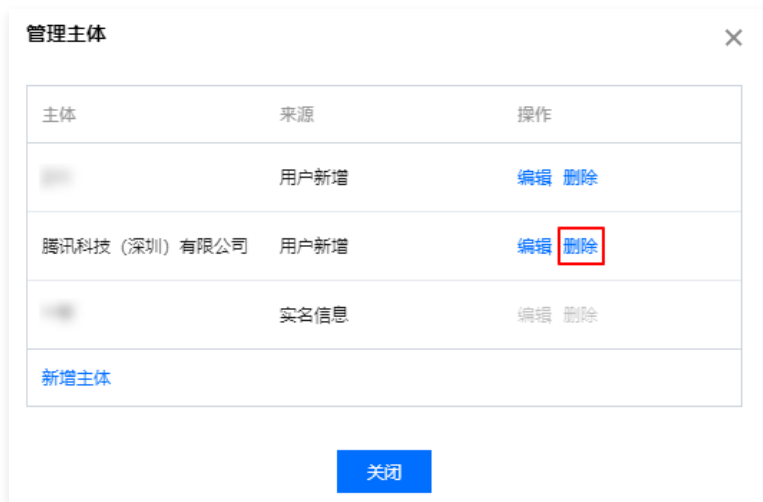 管理主体
主体 来源 操作
用户新增 编辑 删除
腾讯科技（深圳）有限公司 用户新增 编辑 删除
实名信息 编辑 删除
新增主体
关闭